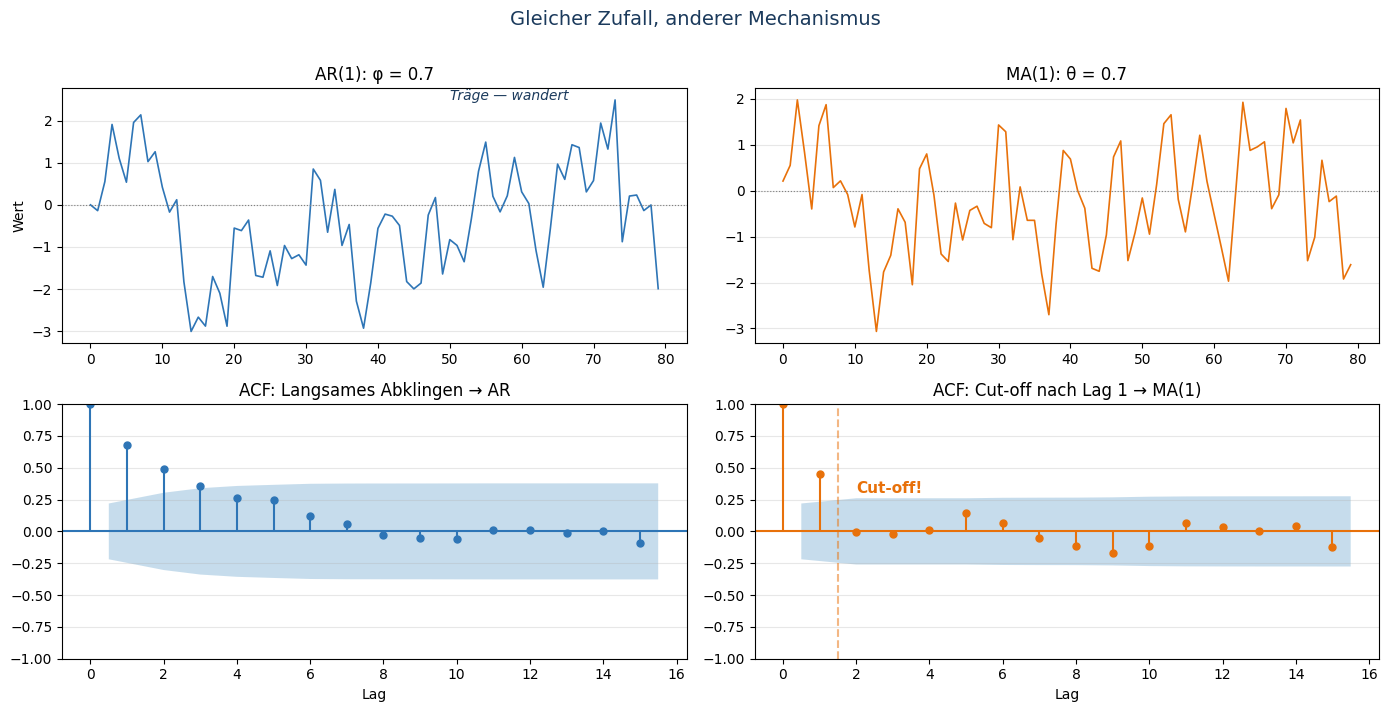 Gleicher Zufall, anderer Mechanismus
AR(1): φ = 0.7
Träge — wandert
Wert
2
1
0
−1
−2
−3
0 10 20 30 40 50 60 70 80
MA(1): θ = 0.7
2
1
0
−1
−2
−3
0 10 20 30 40 50 60 70 80
ACF: Langsames Abklingen → AR
1.00
0.75
0.50
0.25
0.00
−0.25
−0.50
−0.75
−1.00
0 2 4 6 8 10 12 14 16
Lag
ACF: Cut-off nach Lag 1 → MA(1)
1.00
0.75
0.50
Cut-off!
0.25
0.00
−0.25
−0.50
−0.75
−1.00
0 2 4 6 8 10 12 14 16
Lag